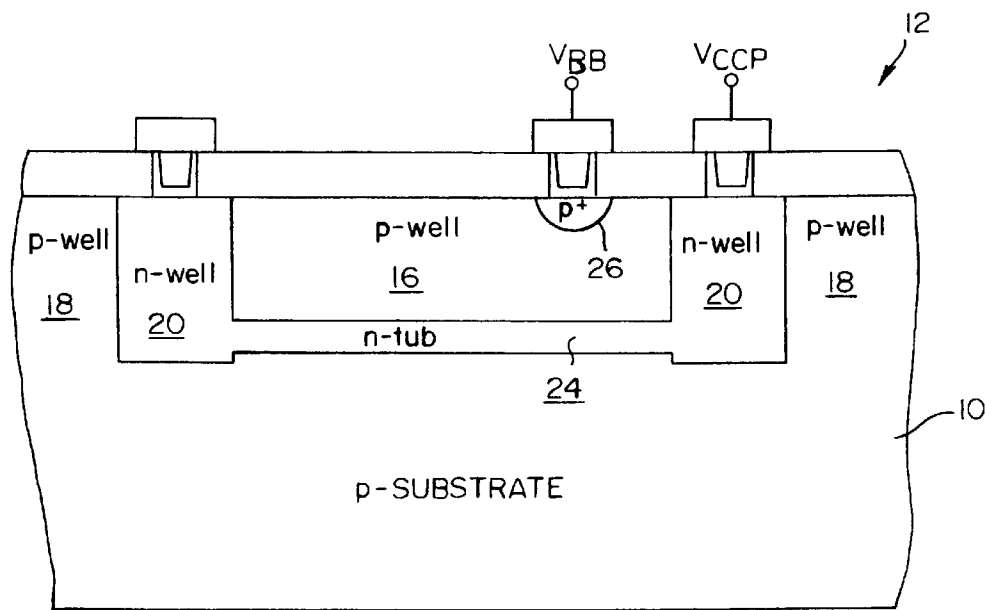 12
VBB
VCCP
p-well
18
n-well
20
p-well
16
p+
26
n-well
20
p-well
18
n-tub
24
10
p-SUBSTRATE